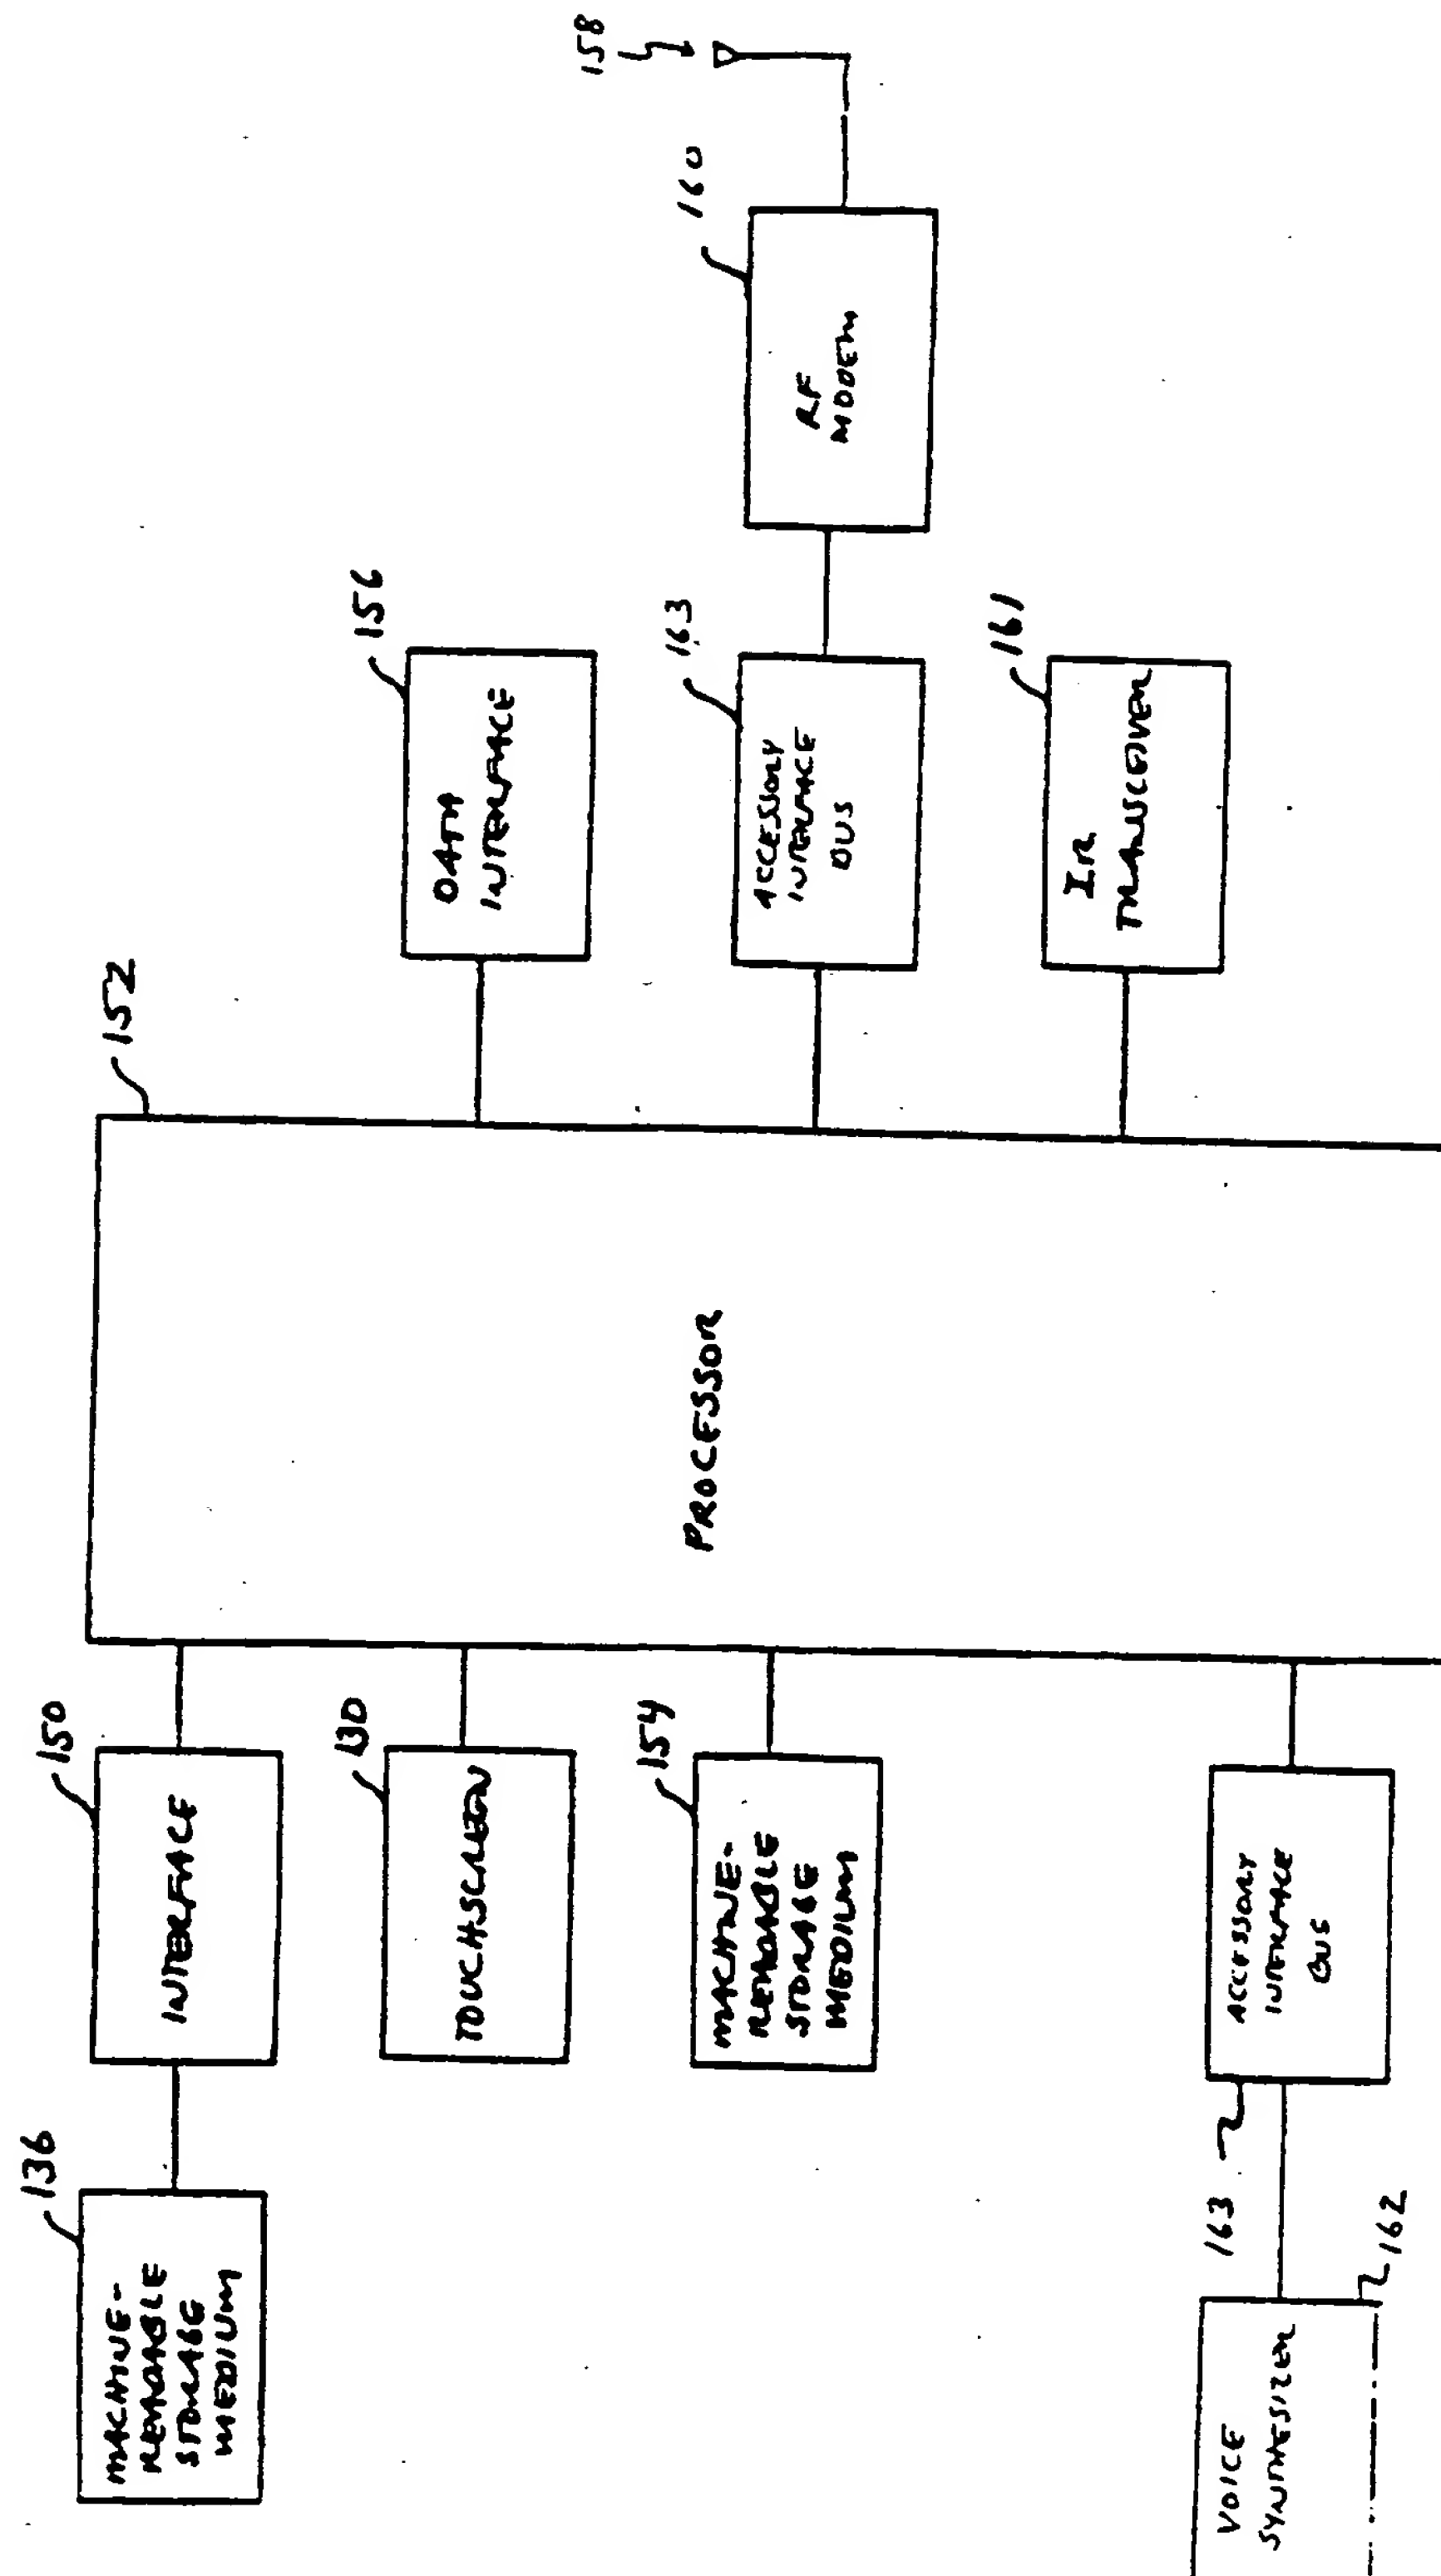 136
MACHINE-
READABLE
STORAGE
MEDIUM
150
INTERFACE
130
TOUCHSCREEN
154
MACHINE-
READABLE
STORAGE
MEDIUM
163
ACCESSORY
INTERFACE
BUS
162
VOICE
SYNTHESIZER
152
PROCESSOR
156
DATA
INTERFACE
163
ACCESSORY
INTERFACE
BUS
161
IR
TRANSCEIVER
160
RF
MODEM
158